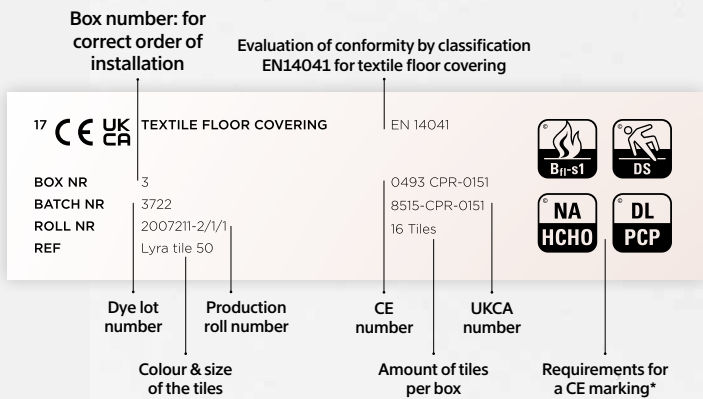 Box number: for
correct order of
installation
Evaluation of conformity by classification
EN14041 for textile floor covering
17 CE UK
CA
TEXTILE FLOOR COVERING
EN 14041
BOX NR 3
BATCH NR 3722
ROLL NR 2007211-2/1/1
REF Lyra tile 50
0493 CPR-0151
8515-CPR-0151
16 Tiles
© Bfl-s1
© DS
© NA
HCHO
© DL
PCP
Dye lot
number
Production
roll number
CE
number
UKCA
number
Colour & size
of the tiles
Amount of tiles
per box
Requirements for
a CE marking*